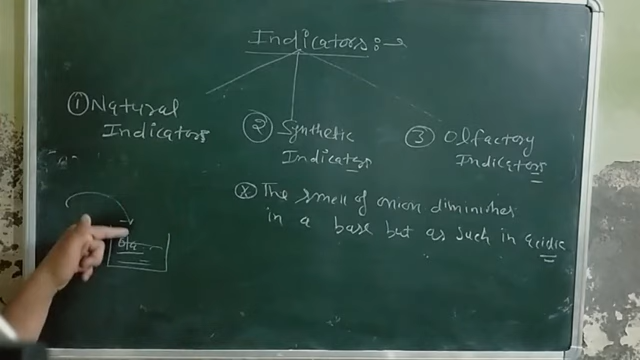 Indicators :→
① Natural
Indicators
② Synthetic
Indicators
③ Olfactory
Indicators
ⓧ The smell of onion diminishes
in a base but as such in acidic